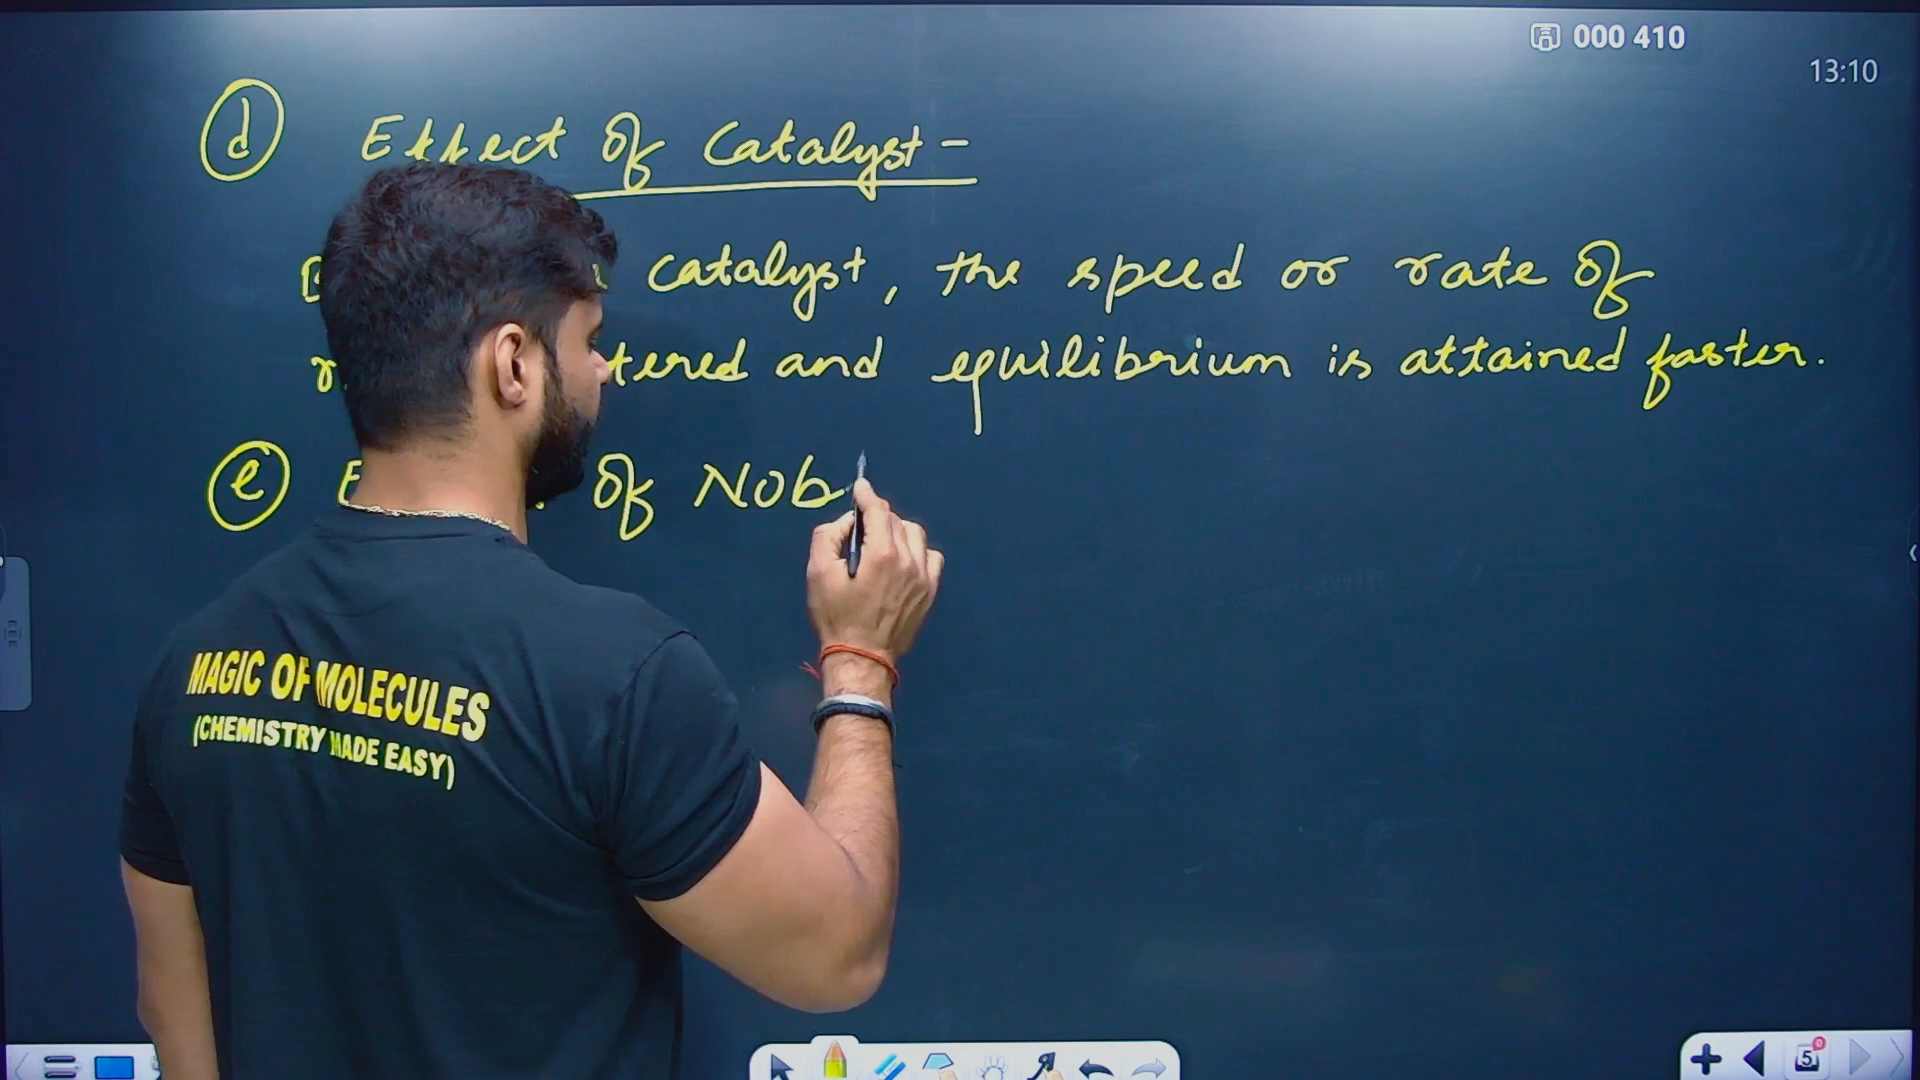 000 410
13:10
d Effect of Catalyst -
catalyst, the speed or rate of
and equilibrium is attained faster.
e of Nob
MAGIC OF MOLECULES
(CHEMISTRY MADE EASY)
5